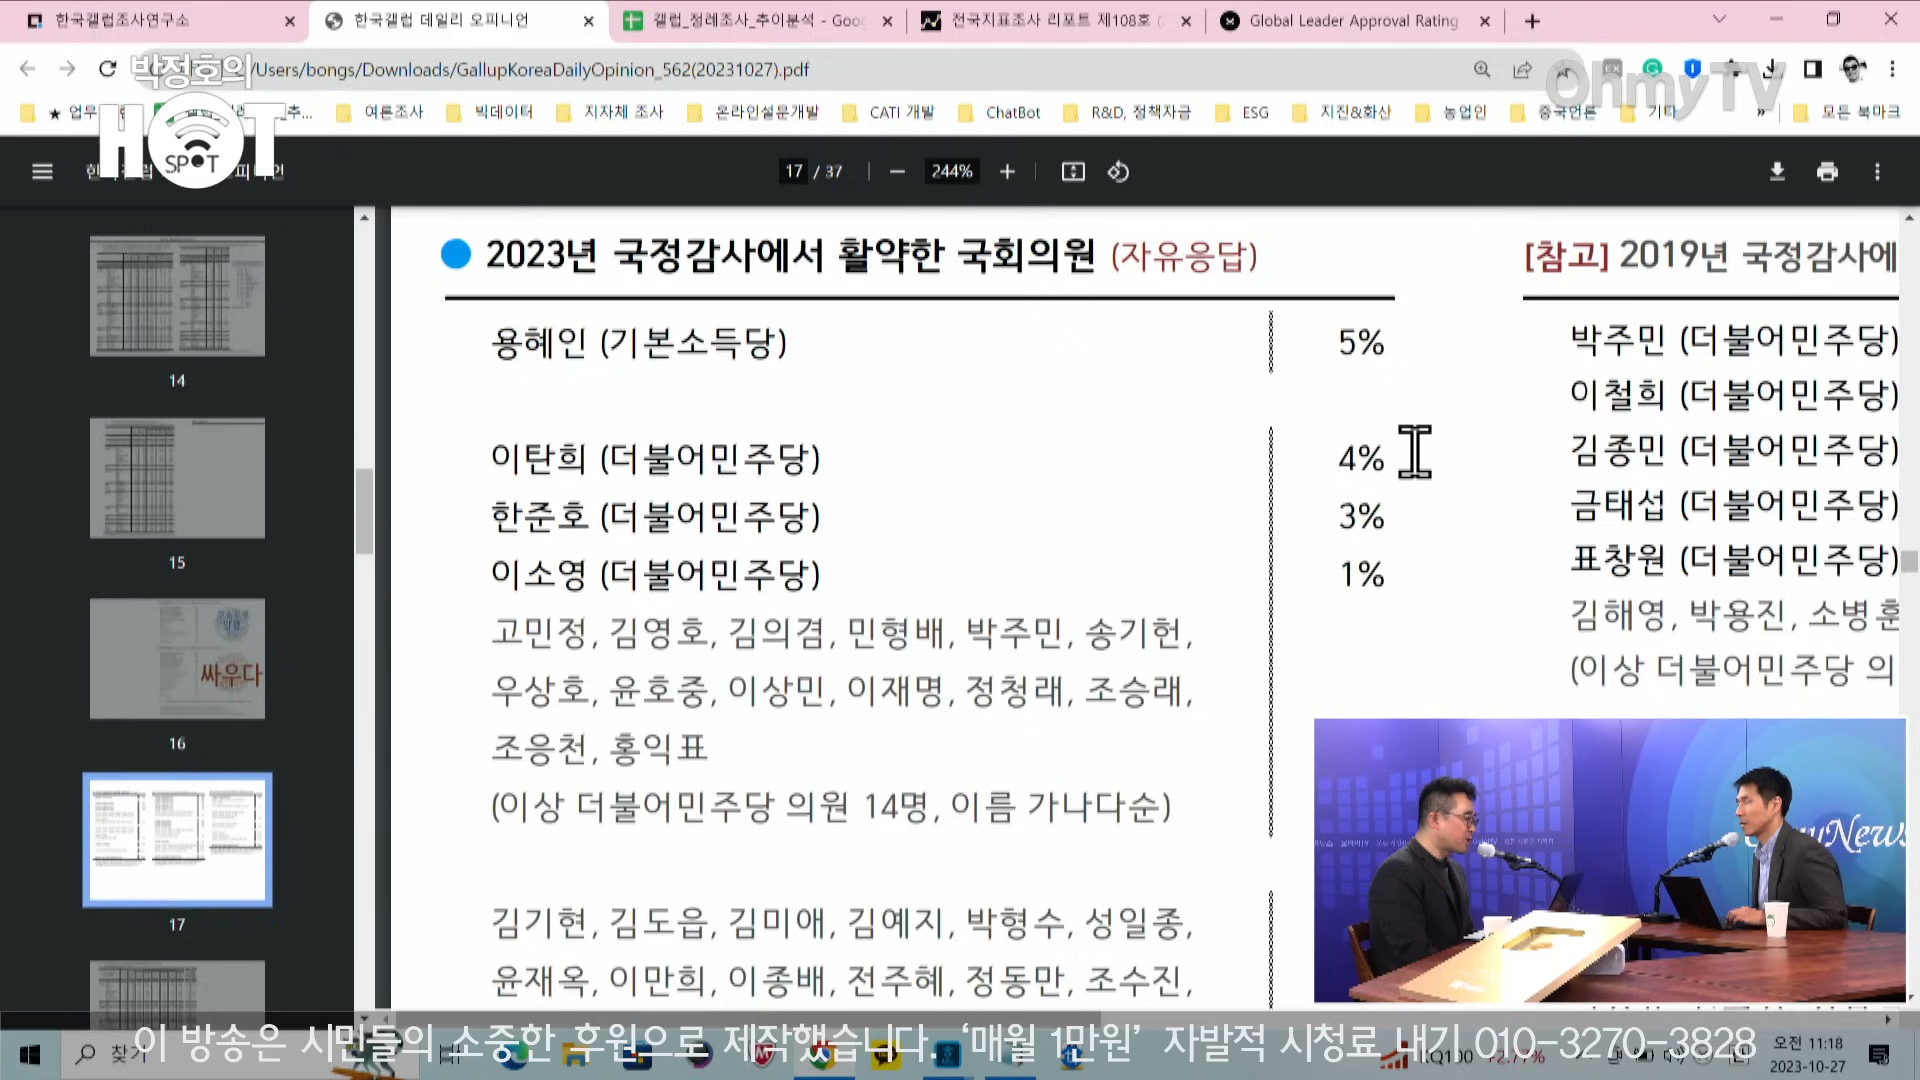 한국갤럽조사연구소
한국갤럽 데일리 오피니언
갤럽_정례조사_추이분석 - Goo
전국지표조사 리포트 제108호 (
Global Leader Approval Rating
박정호의
/Users/bongs/Downloads/GallupKoreaDailyOpinion_562(20231027).pdf
OhmyTV
HOT
SPOT
여론조사
빅데이터
지자체 조사
온라인설문개발
CATI 개발
ChatBot
R&D, 정책자금
ESG
지진&화산
농업인
중국언론
기다
모든 북마크
17 / 37
244%
2023년 국정감사에서 활약한 국회의원 (자유응답)
용혜인 (기본소득당) 5%
이탄희 (더불어민주당) 4%
한준호 (더불어민주당) 3%
이소영 (더불어민주당) 1%
고민정, 김영호, 김의겸, 민형배, 박주민, 송기헌,
우상호, 윤호중, 이상민, 이재명, 정청래, 조승래,
조응천, 홍익표
(이상 더불어민주당 의원 14명, 이름 가나다순)
김기현, 김도읍, 김미애, 김예지, 박형수, 성일종,
윤재옥, 이만희, 이종배, 전주혜, 정동만, 조수진,
[참고] 2019년 국정감사에
박주민 (더불어민주당)
이철희 (더불어민주당)
김종민 (더불어민주당)
금태섭 (더불어민주당)
표창원 (더불어민주당)
김해영, 박용진, 소병훈
(이상 더불어민주당 의
14
15
싸우다
16
17
이 방송은 시민들의 소중한 후원으로 제작했습니다. ‘매월 1만원’ 자발적 시청료 내기 010-3270-3828
찾기
오전 11:18
2023-10-27